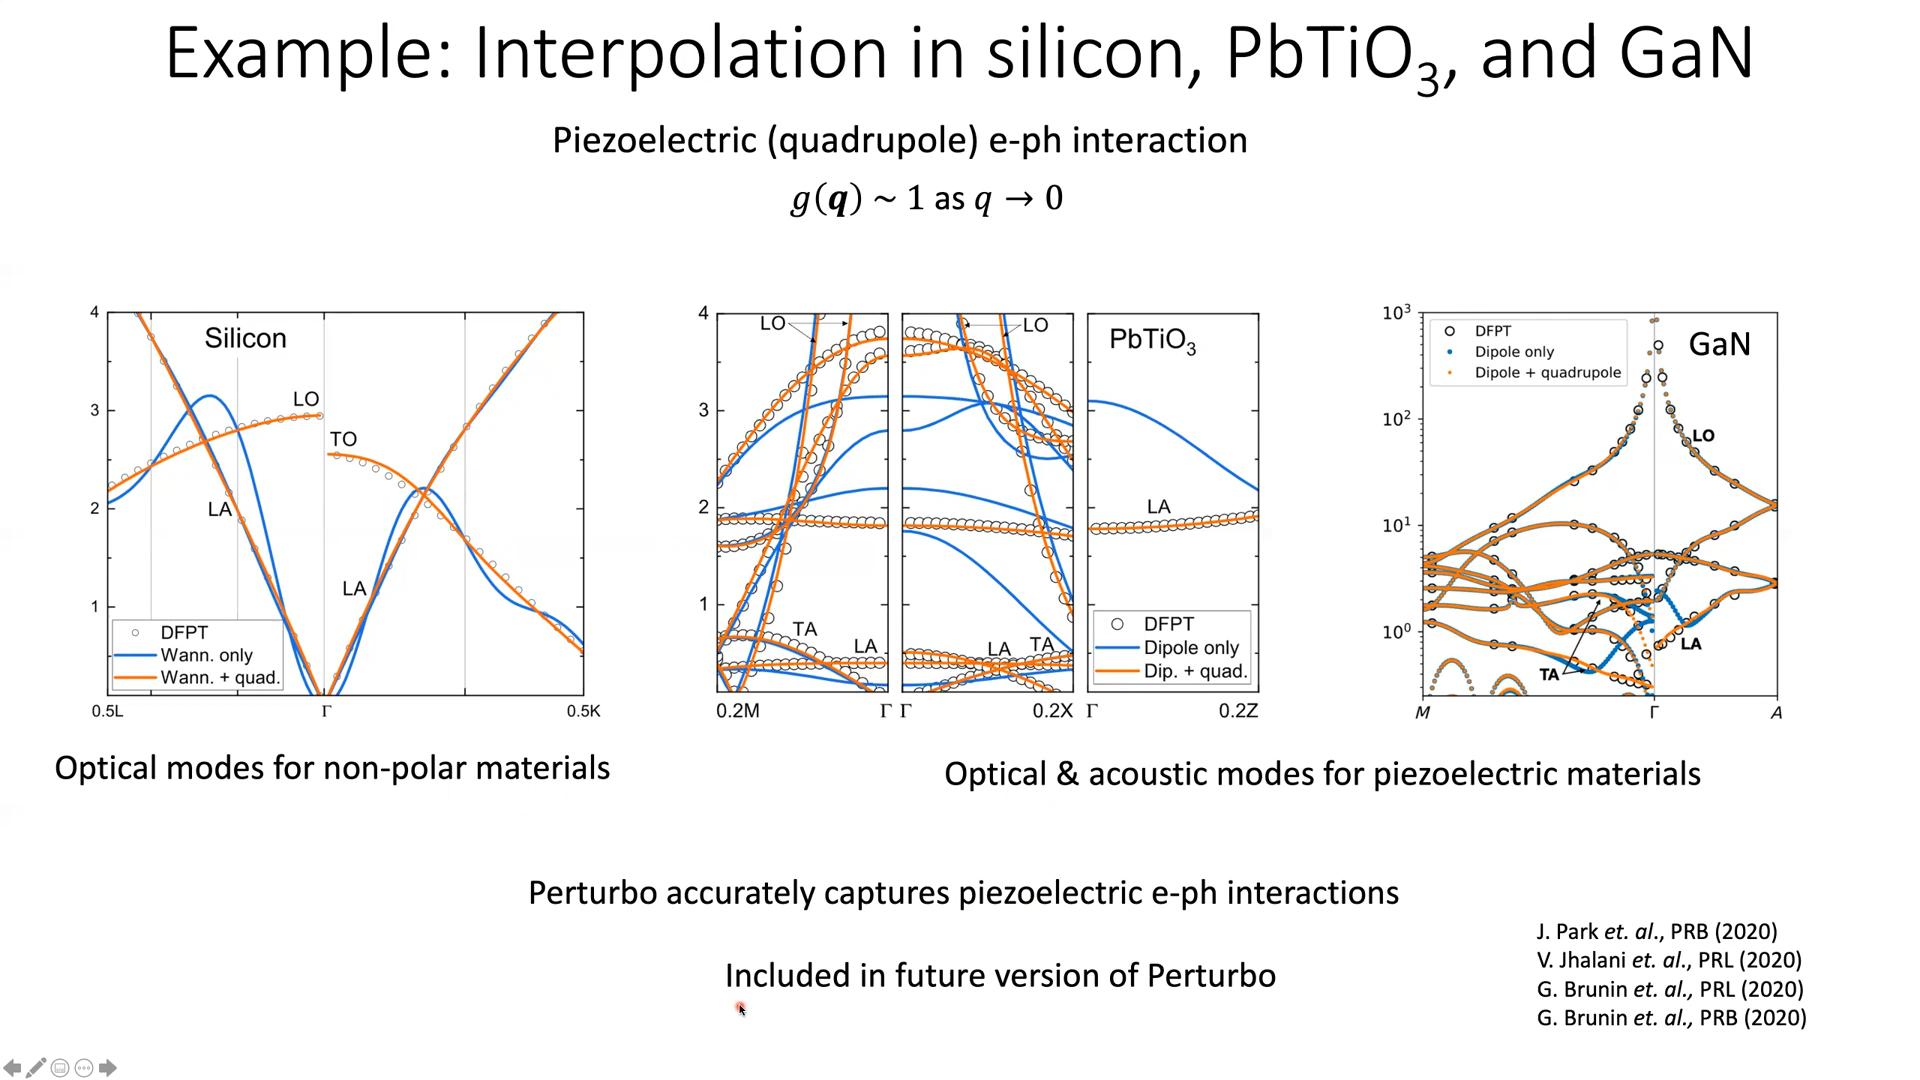 Example: Interpolation in silicon, PbTiO₃, and GaN
Piezoelectric (quadrupole) e-ph interaction
g(q) ~ 1 as q → 0
4
3
2
1
Silicon
LO
TO
LA
LA
DFPT
Wann. only
Wann. + quad.
0.5L
Γ
0.5K
Optical modes for non-polar materials
4
3
2
1
LO
LO
PbTiO₃
LA
TA
LA
LA
TA
DFPT
Dipole only
Dip. + quad.
0.2M
Γ
Γ
0.2X
Γ
0.2Z
10³
10²
10¹
10⁰
DFPT
Dipole only
Dipole + quadrupole
GaN
LO
LA
TA
M
Γ
A
Optical & acoustic modes for piezoelectric materials
Perturbo accurately captures piezoelectric e-ph interactions
Included in future version of Perturbo
J. Park et. al., PRB (2020)
V. Jhalani et. al., PRL (2020)
G. Brunin et. al., PRL (2020)
G. Brunin et. al., PRB (2020)